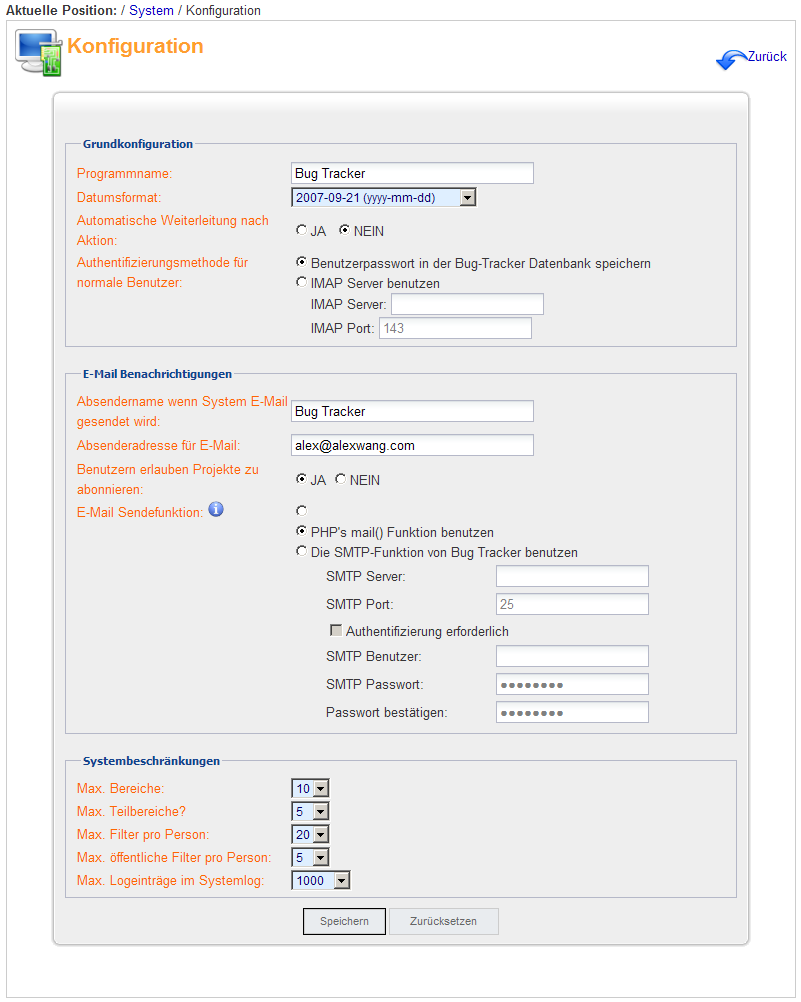 Aktuelle Position: / System / Konfiguration
Konfiguration
Zurück
Grundkonfiguration
Programmname: Bug Tracker
Datumsformat: 2007-09-21 (yyyy-mm-dd)
Automatische Weiterleitung nach
Aktion:
JA NEIN
Authentifizierungsmethode für
normale Benutzer:
Benutzerpasswort in der Bug-Tracker Datenbank speichern
IMAP Server benutzen
IMAP Server:
IMAP Port: 143
E-Mail Benachrichtigungen
Absendername wenn System E-Mail
gesendet wird:
Bug Tracker
Absenderadresse für E-Mail: alex@alexwang.com
Benutzern erlauben Projekte zu
abonnieren:
JA NEIN
E-Mail Sendefunktion: i
PHP's mail() Funktion benutzen
Die SMTP-Funktion von Bug Tracker benutzen
SMTP Server:
SMTP Port: 25
Authentifizierung erforderlich
SMTP Benutzer:
SMTP Passwort: ●●●●●●●●
Passwort bestätigen: ●●●●●●●●
Systembeschränkungen
Max. Bereiche: 10
Max. Teilbereiche? 5
Max. Filter pro Person: 20
Max. öffentliche Filter pro Person: 5
Max. Logeinträge im Systemlog: 1000
Speichern Zurücksetzen